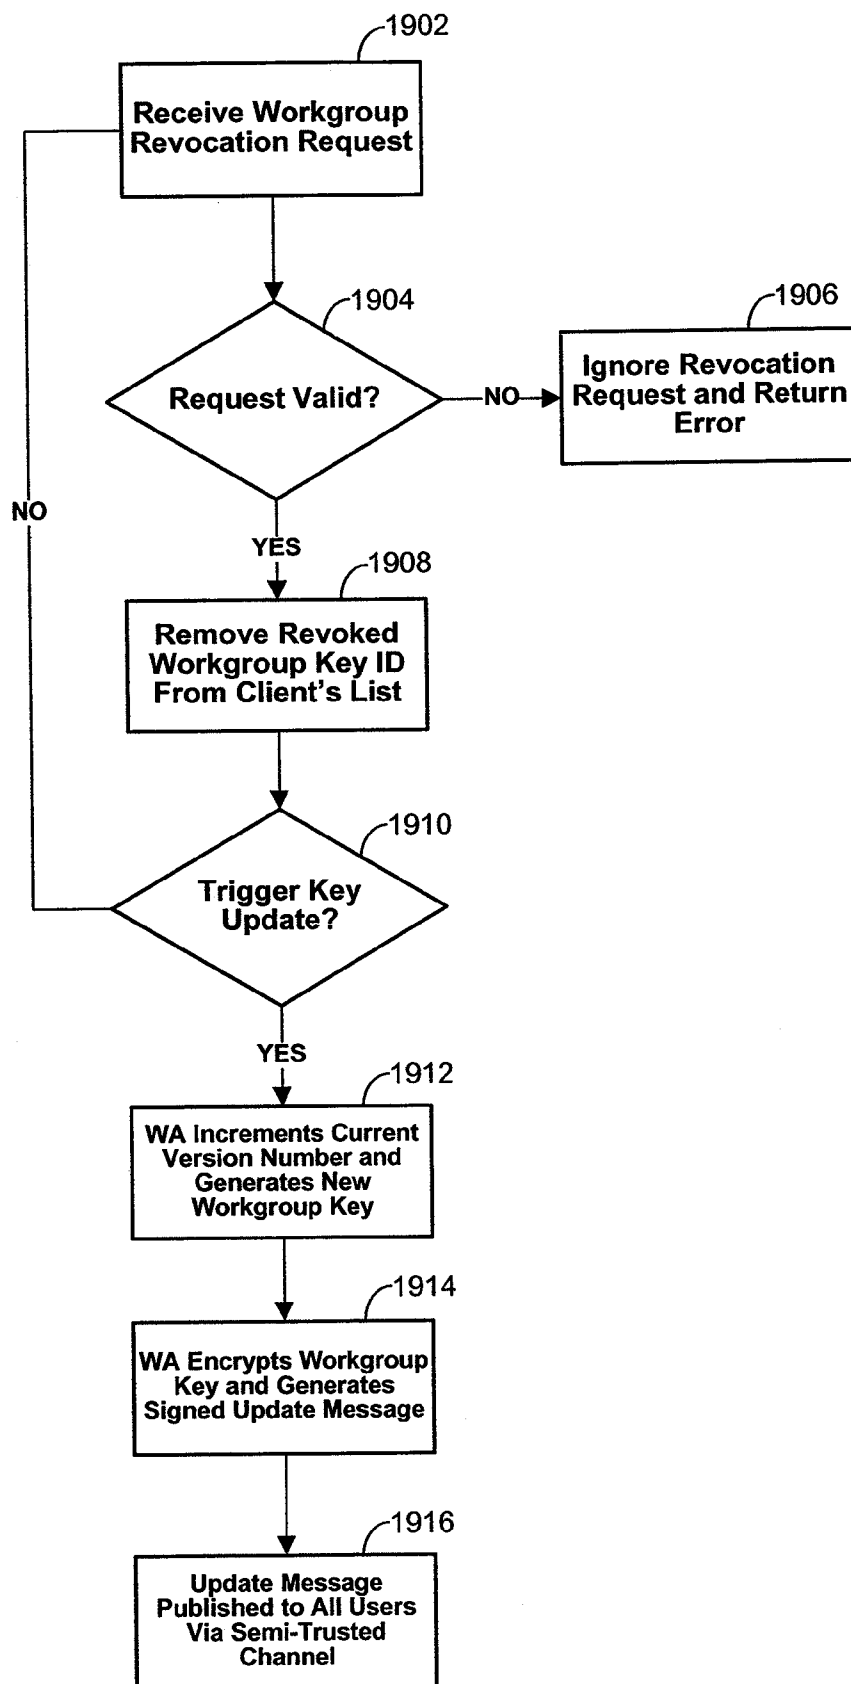 1902
Receive Workgroup
Revocation Request
1904
Request Valid?
NO
1906
Ignore Revocation
Request and Return
Error
NO
YES
1908
Remove Revoked
Workgroup Key ID
From Client's List
1910
Trigger Key
Update?
YES
1912
WA Increments Current
Version Number and
Generates New
Workgroup Key
1914
WA Encrypts Workgroup
Key and Generates
Signed Update Message
1916
Update Message
Published to All Users
Via Semi-Trusted
Channel